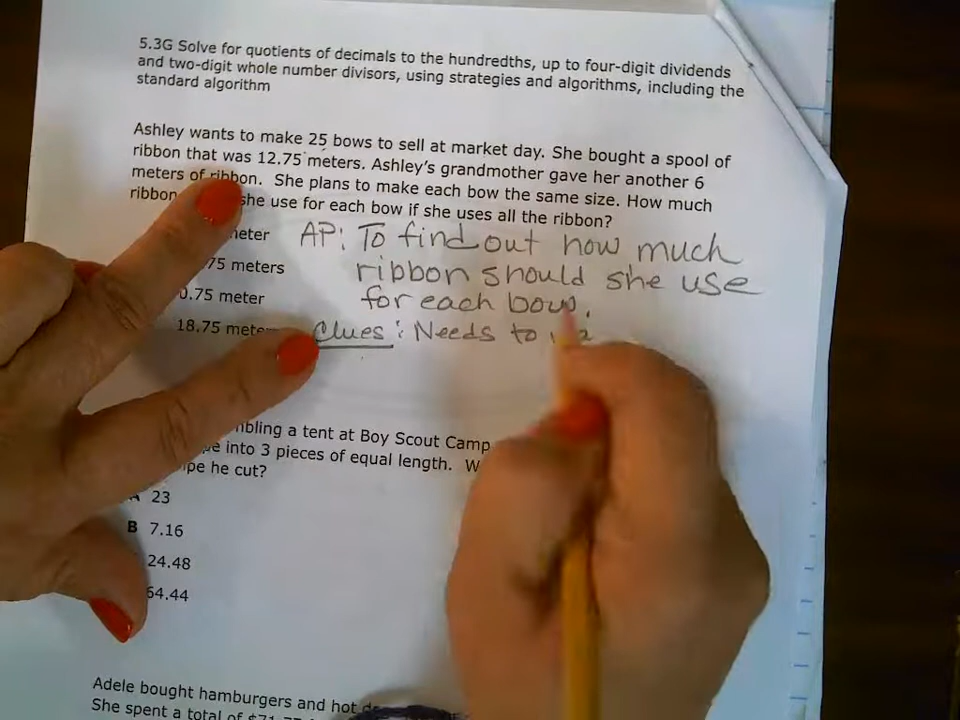 5.3G Solve for quotients of decimals to the hundredths, up to four-digit dividends
and two-digit whole number divisors, using strategies and algorithms, including the
standard algorithm
Ashley wants to make 25 bows to sell at market day. She bought a spool of
ribbon that was 12.75 meters. Ashley's grandmother gave her another 6
meters of ribbon. She plans to make each bow the same size. How much
ribbon she use for each bow if she uses all the ribbon?
AP: To find out how much
ribbon should she use
for each bow.
75 meters
0.75 meter
18.75
Clues: Needs to
a tent at Boy Scout Camp
into 3 pieces of equal length.
he cut?
23
B 7.16
24.48
64.44
Adele bought hamburgers and hot
She spent a total of